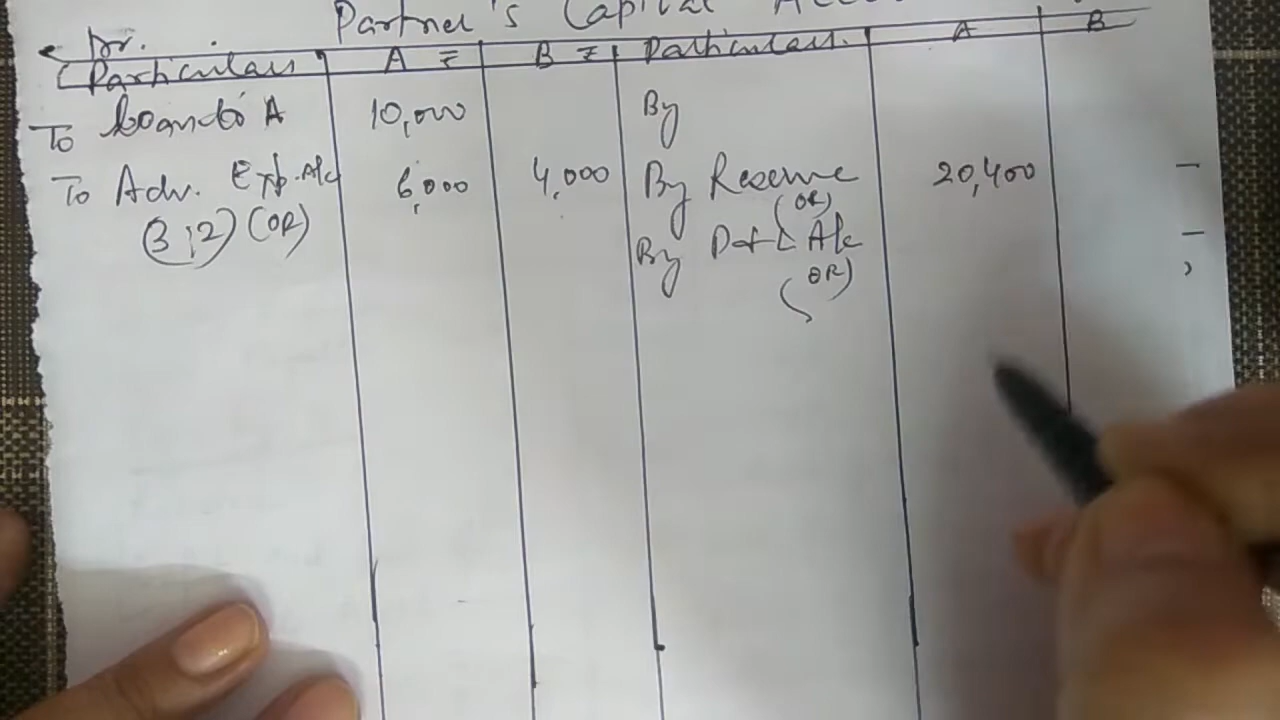 Partner's Capital
Dr.
Particulars A ₹ B ₹ Particulars. A B
To Loan to A 10,000 By
To Adv. Exp. A/c 6,000 4,000 By Reserve 20,400
(3;2) (OR) (OR)
By P&L A/c
(OR)